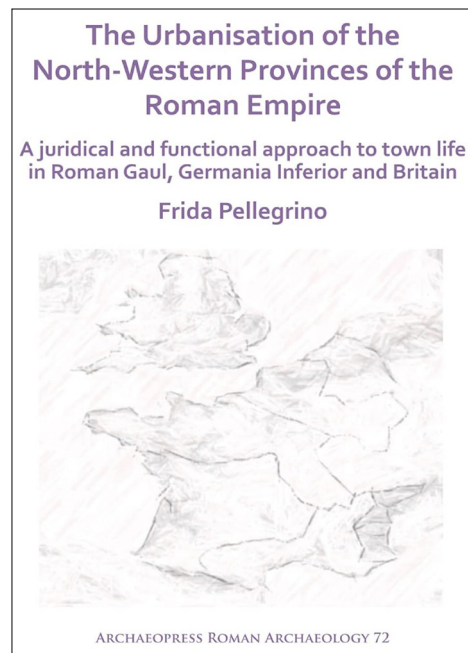 The Urbanisation of the
North-Western Provinces of the
Roman Empire
A juridical and functional approach to town life
in Roman Gaul, Germania Inferior and Britain
Frida Pellegrino
Archaeopress Roman Archaeology 72